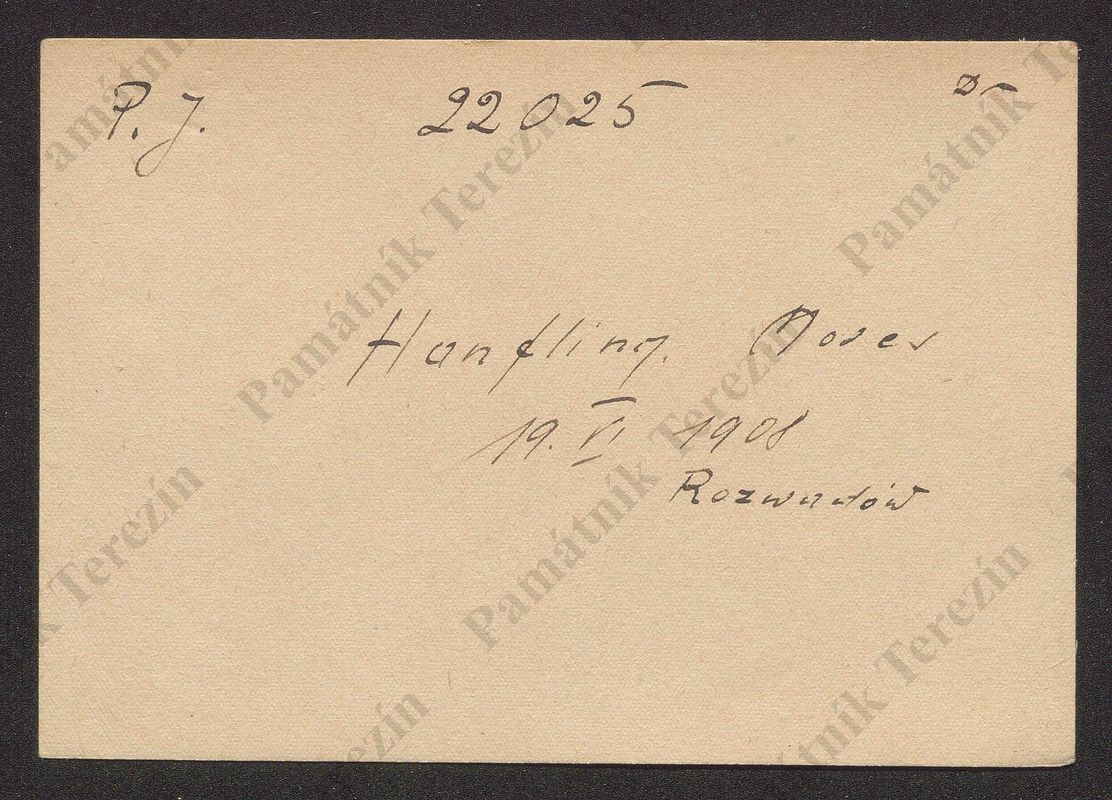 P. J. 22025 D-
Hanfling. Moses
19. VI 1908
Rozwadów
Památník Terezín